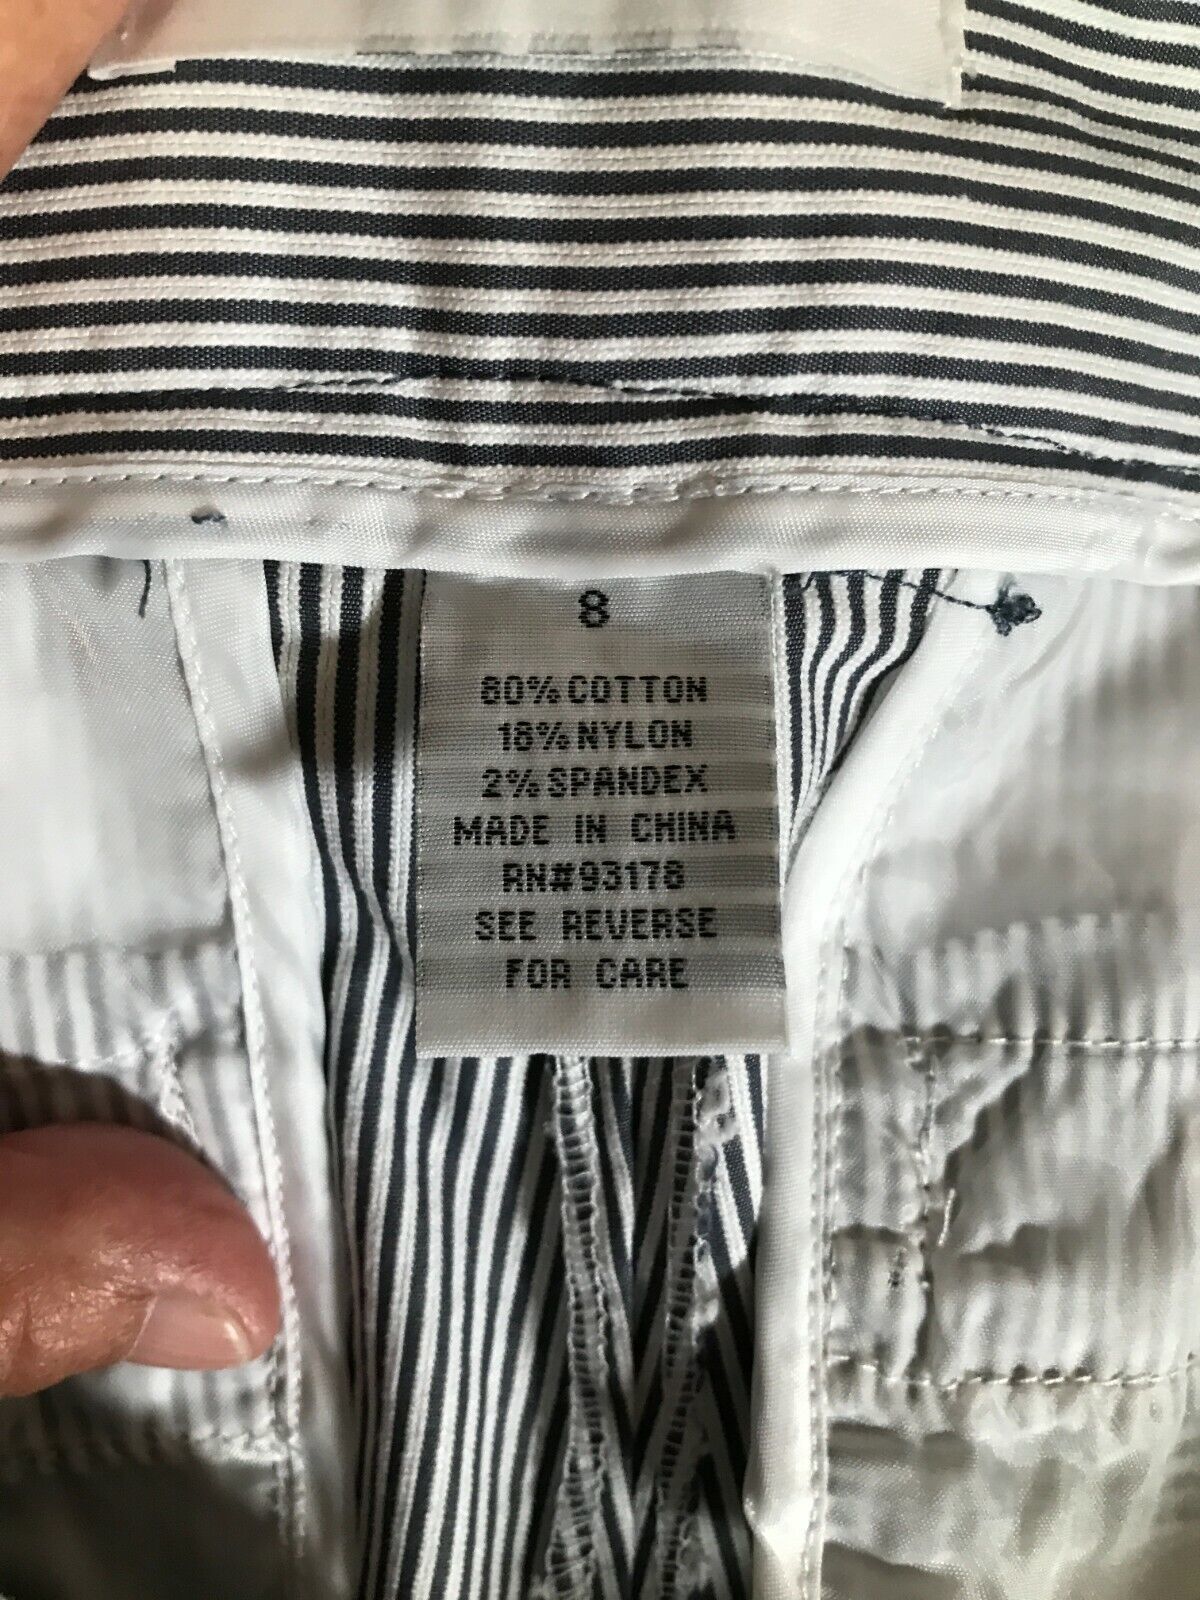 8
80% COTTON
18% NYLON
2% SPANDEX
MADE IN CHINA
RN#93178
SEE REVERSE
FOR CARE